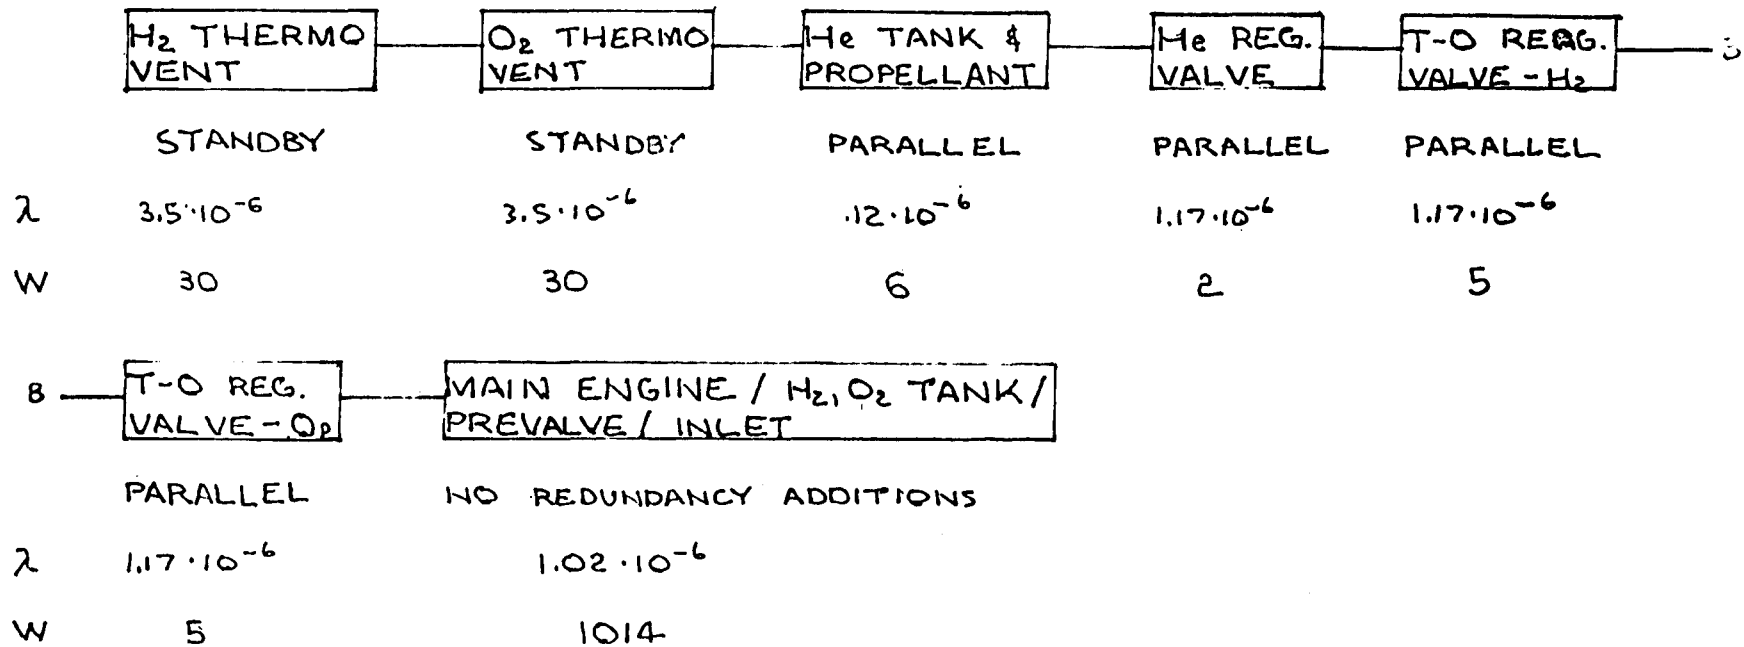 H₂ THERMO VENT
O₂ THERMO VENT
He TANK & PROPELLANT
He REG. VALVE
T-O REG. VALVE - H₂
STANDBY STANDBY PARALLEL PARALLEL PARALLEL
λ 3.5·10⁻⁶ 3.5·10⁻⁶ .12·10⁻⁶ 1.17·10⁻⁶ 1.17·10⁻⁶
W 30 30 6 2 5
B
T-O REG. VALVE - O₂
MAIN ENGINE / H₂, O₂ TANK /
PREVALVE / INLET
PARALLEL NO REDUNDANCY ADDITIONS
λ 1.17·10⁻⁶ 1.02·10⁻⁶
W 5 1014